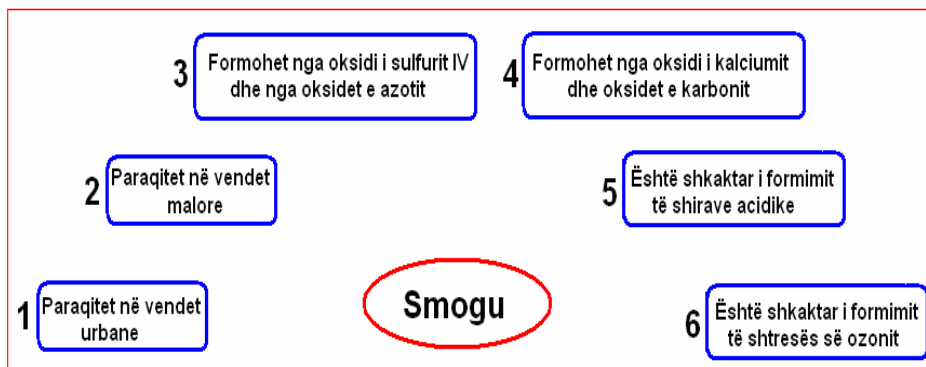 3 Formohet nga oksidi i sulfurit IV
dhe nga oksidet e azotit
4 Formohet nga oksidi i kalciumit
dhe oksidet e karbonit
2 Paraqitet në vendet
malore
5 Është shkaktar i formimit
të shirave acidike
1 Paraqitet në vendet
urbane
Smogu
6 Është shkaktar i formimit
të shtresës së ozonit